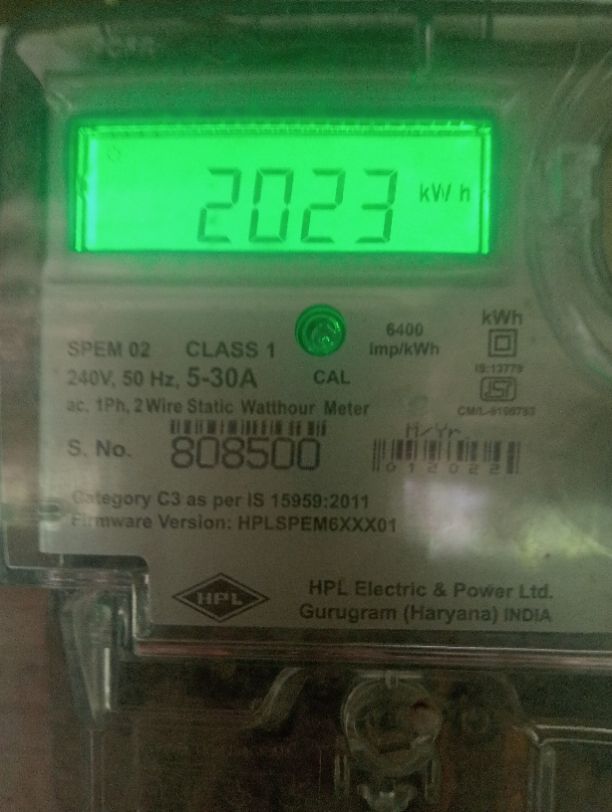 2023 kWh
SPEM 02 CLASS 1
6400
Imp/kWh
kWh
240V, 50 Hz, 5-30A
CAL
IS:13779
ac, 1Ph, 2 Wire Static Watthour Meter
S. No. 808500
M/Yr.
012022
Category C3 as per IS 15959:2011
Firmware Version: HPLSPEM6XXX01
HPL
HPL Electric & Power Ltd.
Gurugram (Haryana) INDIA